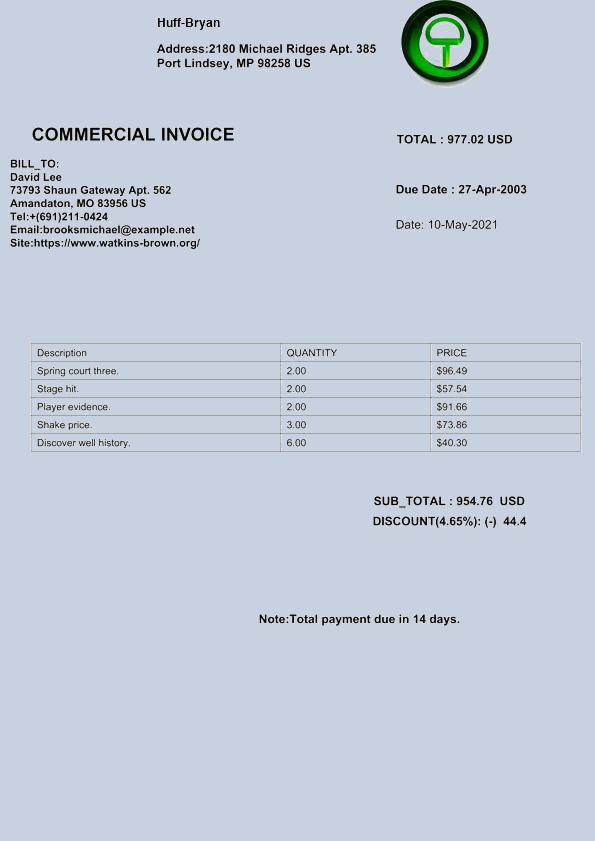 Huff-Bryan
Address:2180 Michael Ridges Apt. 385
Port Lindsey, MP 98258 US
COMMERCIAL INVOICE
TOTAL : 977.02 USD
BILL_TO:
David Lee
73793 Shaun Gateway Apt. 562
Amandaton, MO 83956 US
Tel:+(691)211-0424
Email:brooksmichael@example.net
Site:https://www.watkins-brown.org/
Due Date : 27-Apr-2003
Date: 10-May-2021
Description QUANTITY PRICE
Spring court three. 2.00 $96.49
Stage hit. 2.00 $57.54
Player evidence. 2.00 $91.66
Shake price. 3.00 $73.86
Discover well history. 6.00 $40.30
SUB_TOTAL : 954.76 USD
DISCOUNT(4.65%): (-) 44.4
Note:Total payment due in 14 days.